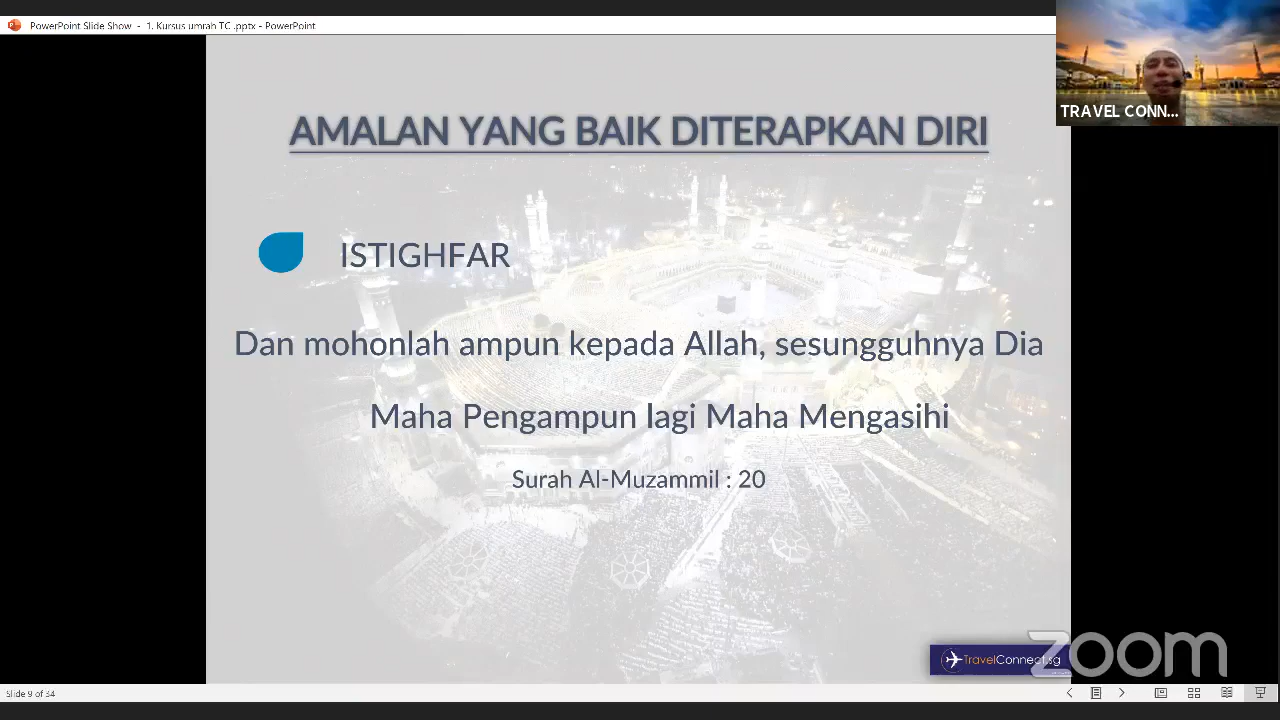 PowerPoint Slide Show - 1. Kursus umrah TC .pptx - PowerPoint
TRAVEL CONN...
AMALAN YANG BAIK DITERAPKAN DIRI
ISTIGHFAR
Dan mohonlah ampun kepada Allah, sesungguhnya Dia
Maha Pengampun lagi Maha Mengasihi
Surah Al-Muzammil : 20
TravelConnect.sg
zoom
Slide 9 of 34